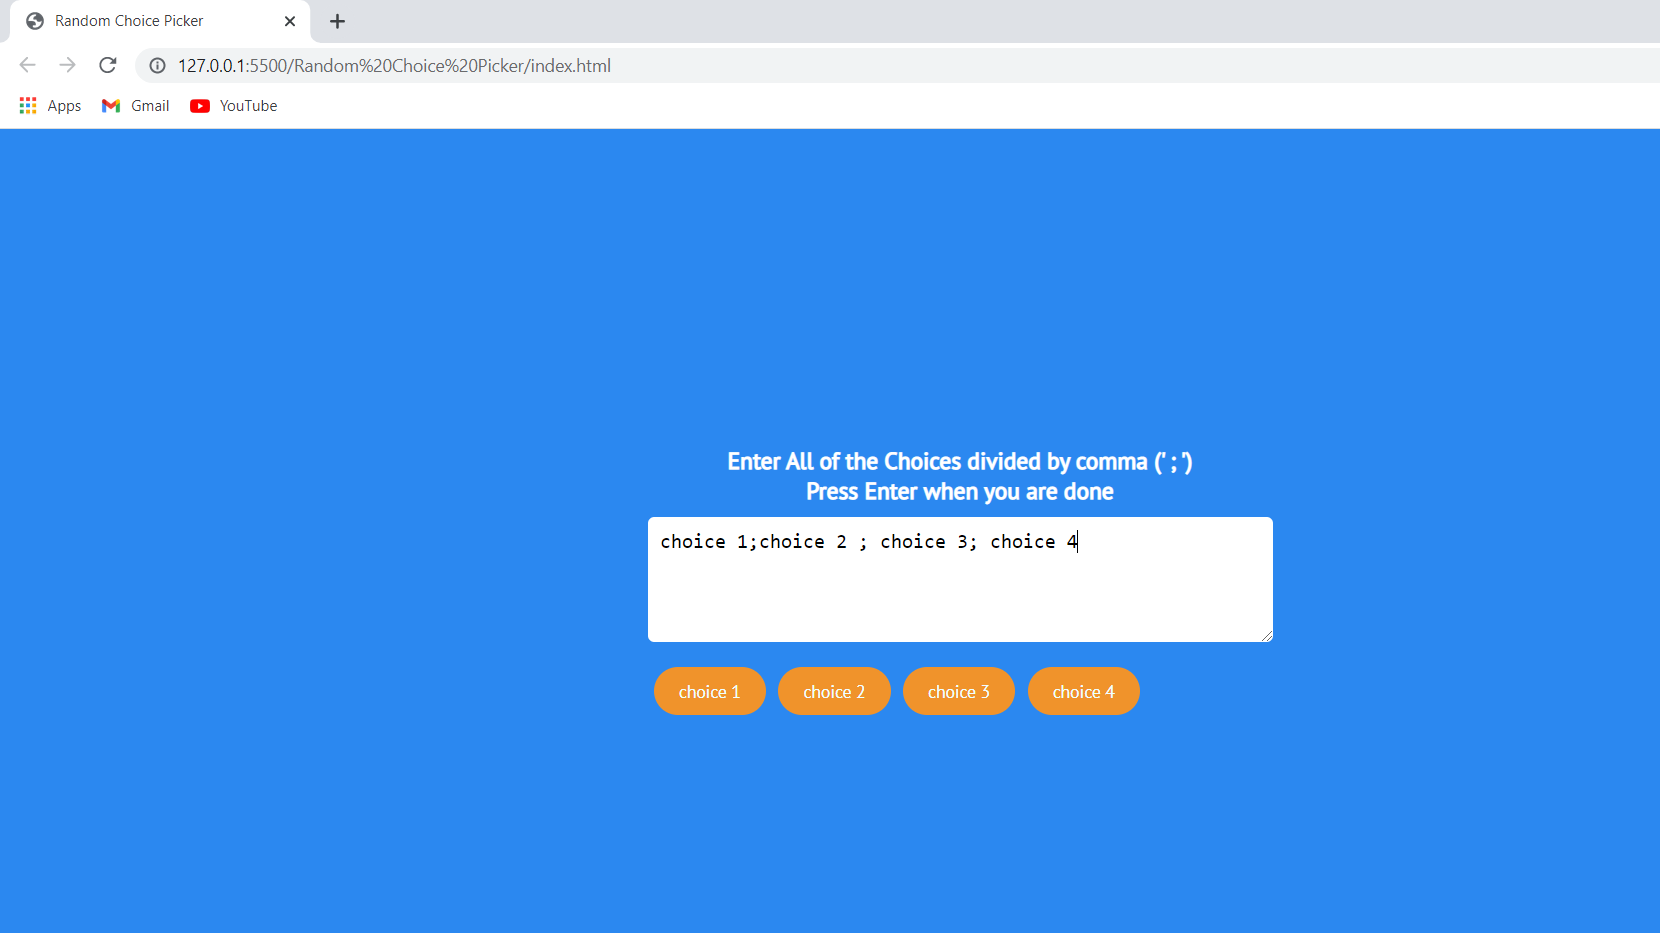 Random Choice Picker
127.0.0.1:5500/Random%20Choice%20Picker/index.html
Apps Gmail YouTube
Enter All of the Choices divided by comma (' ; ')
Press Enter when you are done
choice 1;choice 2 ; choice 3; choice 4
choice 1 choice 2 choice 3 choice 4